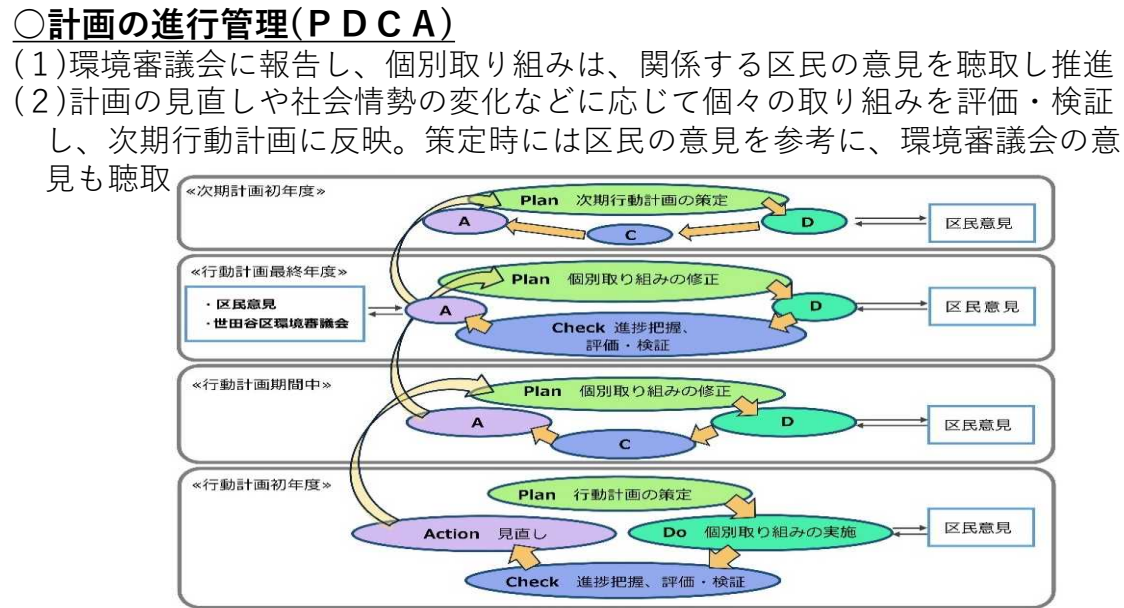 ○計画の進行管理(ＰＤＣＡ)
(１)環境審議会に報告し、個別取り組みは、関係する区民の意見を聴取し推進
(２)計画の見直しや社会情勢の変化などに応じて個々の取り組みを評価・検証
し、次期行動計画に反映。策定時には区民の意見を参考に、環境審議会の意
見も聴取
≪次期計画初年度≫
Plan 次期行動計画の策定
A
D
C
区民意見
≪行動計画最終年度≫
Plan 個別取り組みの修正
・区民意見
・世田谷区環境審議会
A
D
区民意見
Check 進捗把握、
評価・検証
≪行動計画期間中≫
Plan 個別取り組みの修正
A
D
C
区民意見
≪行動計画初年度≫
Plan 行動計画の策定
Action 見直し
Do 個別取り組みの実施
区民意見
Check 進捗把握、評価・検証